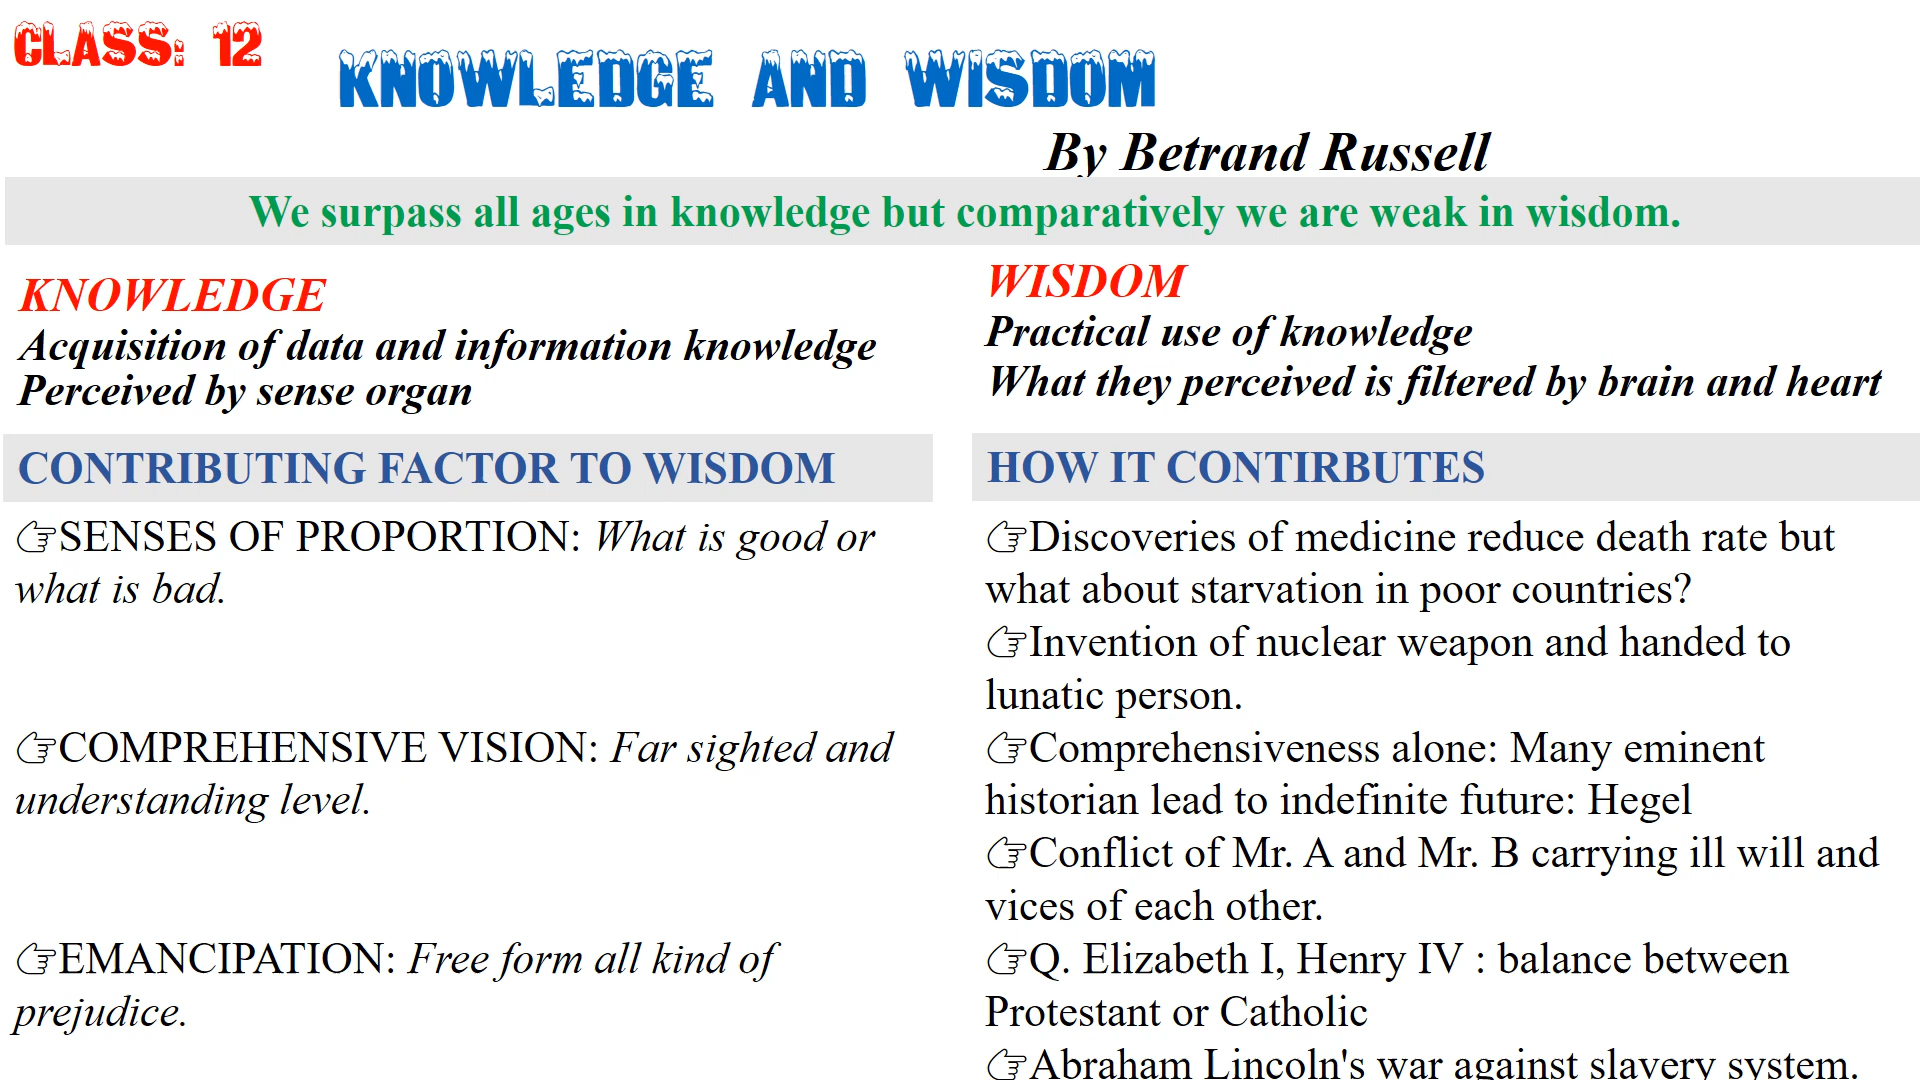 CLASS: 12
KNOWLEDGE AND WISDOM
By Betrand Russell
We surpass all ages in knowledge but comparatively we are weak in wisdom.
KNOWLEDGE
Acquisition of data and information knowledge
Perceived by sense organ
WISDOM
Practical use of knowledge
What they perceived is filtered by brain and heart
CONTRIBUTING FACTOR TO WISDOM
☞SENSES OF PROPORTION: What is good or
what is bad.
☞COMPREHENSIVE VISION: Far sighted and
understanding level.
☞EMANCIPATION: Free form all kind of
prejudice.
HOW IT CONTIRBUTES
☞Discoveries of medicine reduce death rate but
what about starvation in poor countries?
☞Invention of nuclear weapon and handed to
lunatic person.
☞Comprehensiveness alone: Many eminent
historian lead to indefinite future: Hegel
☞Conflict of Mr. A and Mr. B carrying ill will and
vices of each other.
☞Q. Elizabeth I, Henry IV : balance between
Protestant or Catholic
☞Abraham Lincoln's war against slavery system.